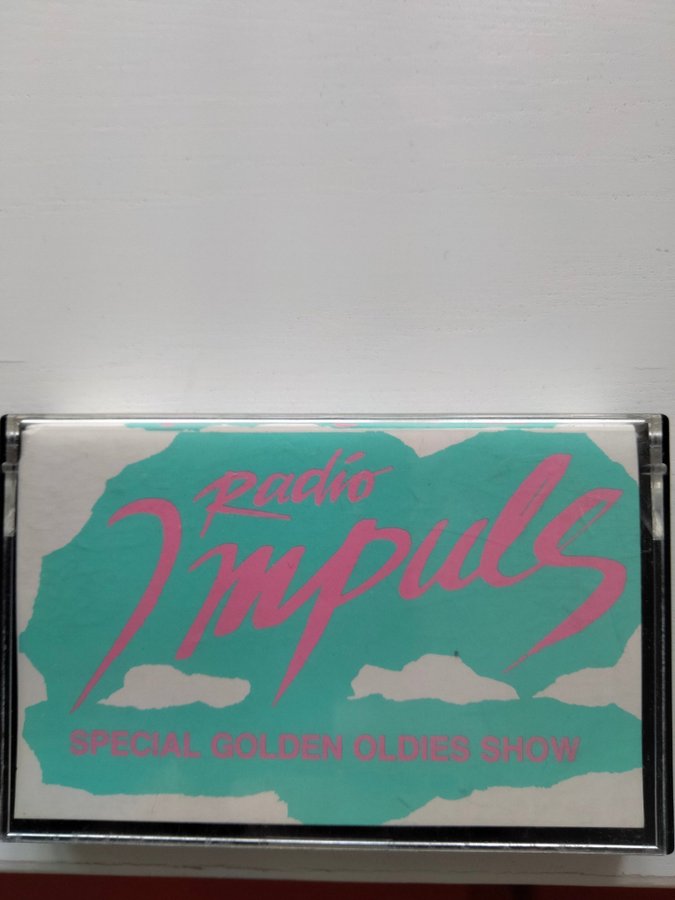 Radio
Impuls
SPECIAL GOLDEN OLDIES SHOW